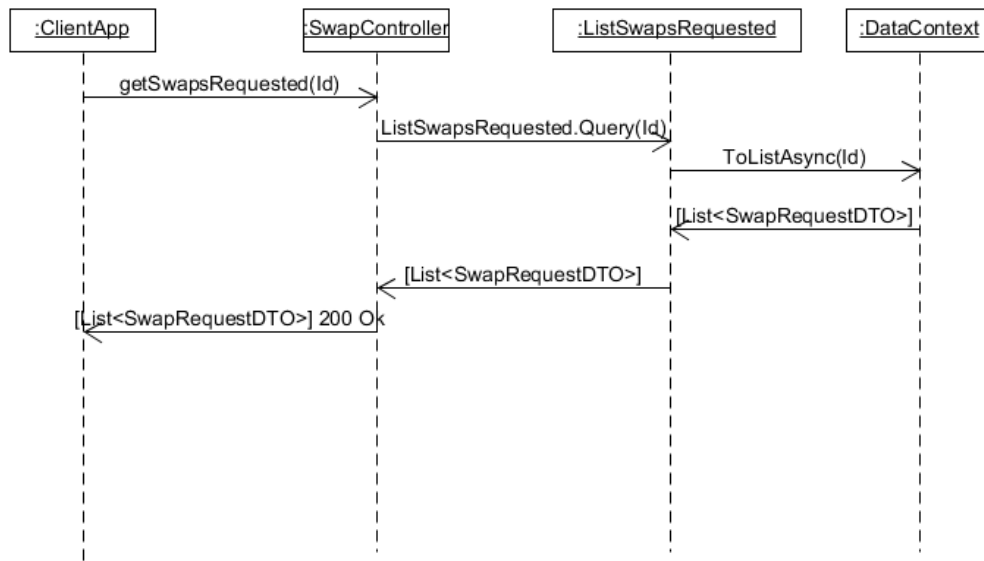 :ClientApp
:SwapController
:ListSwapsRequested
:DataContext
getSwapsRequested(Id)
ListSwapsRequested.Query(Id)
ToListAsync(Id)
[List<SwapRequestDTO>]
[List<SwapRequestDTO>]
[List<SwapRequestDTO>] 200 Ok